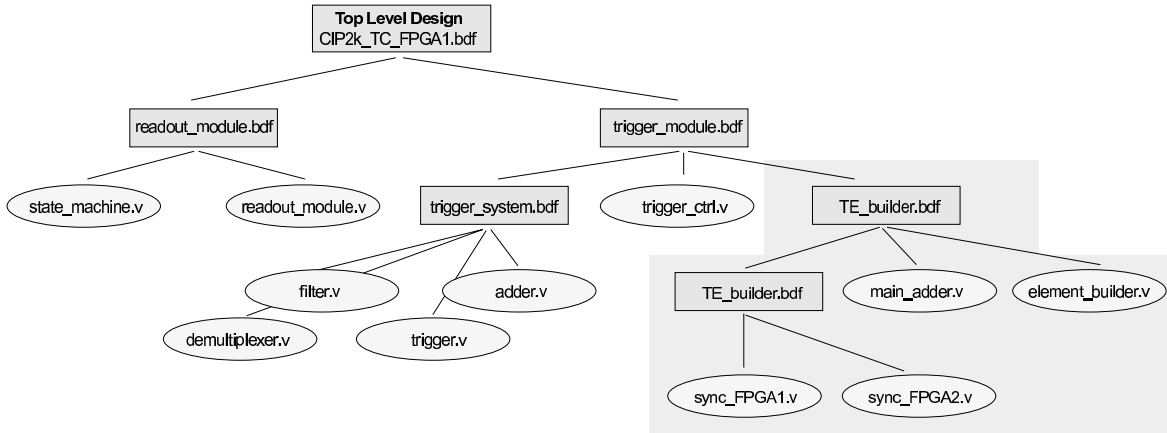 Top Level Design
CIP2k_TC_FPGA1.bdf
readout_module.bdf
trigger_module.bdf
state_machine.v
readout_module.v
trigger_system.bdf
trigger_ctrl.v
TE_builder.bdf
filter.v
adder.v
TE_builder.bdf
main_adder.v
element_builder.v
demultiplexer.v
trigger.v
sync_FPGA1.v
sync_FPGA2.v